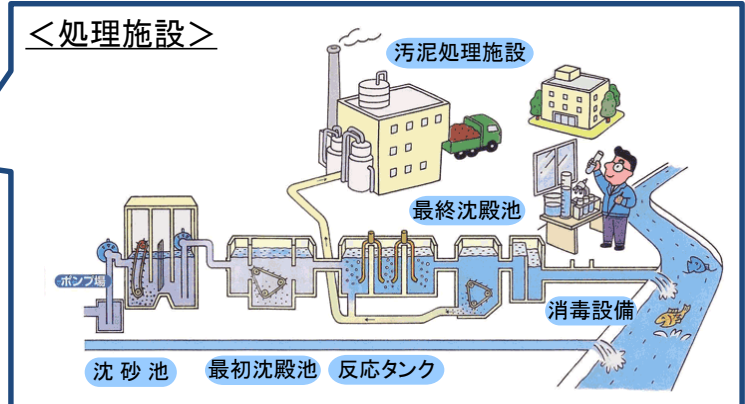 ＜処理施設＞
汚泥処理施設
最終沈殿池
ポンプ場
消毒設備
沈砂池
最初沈殿池
反応タンク